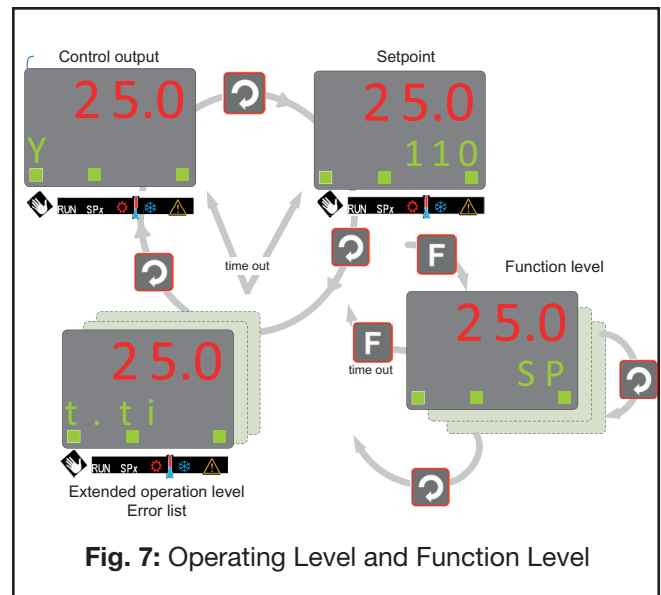 Control output
Setpoint
25.0
Y
25.0
110
RUN SPx
RUN SPx
time out
F
Function level
25.0
SP
F
time out
25.0
t.ti
RUN SPx
Extended operation level
Error list
Fig. 7: Operating Level and Function Level